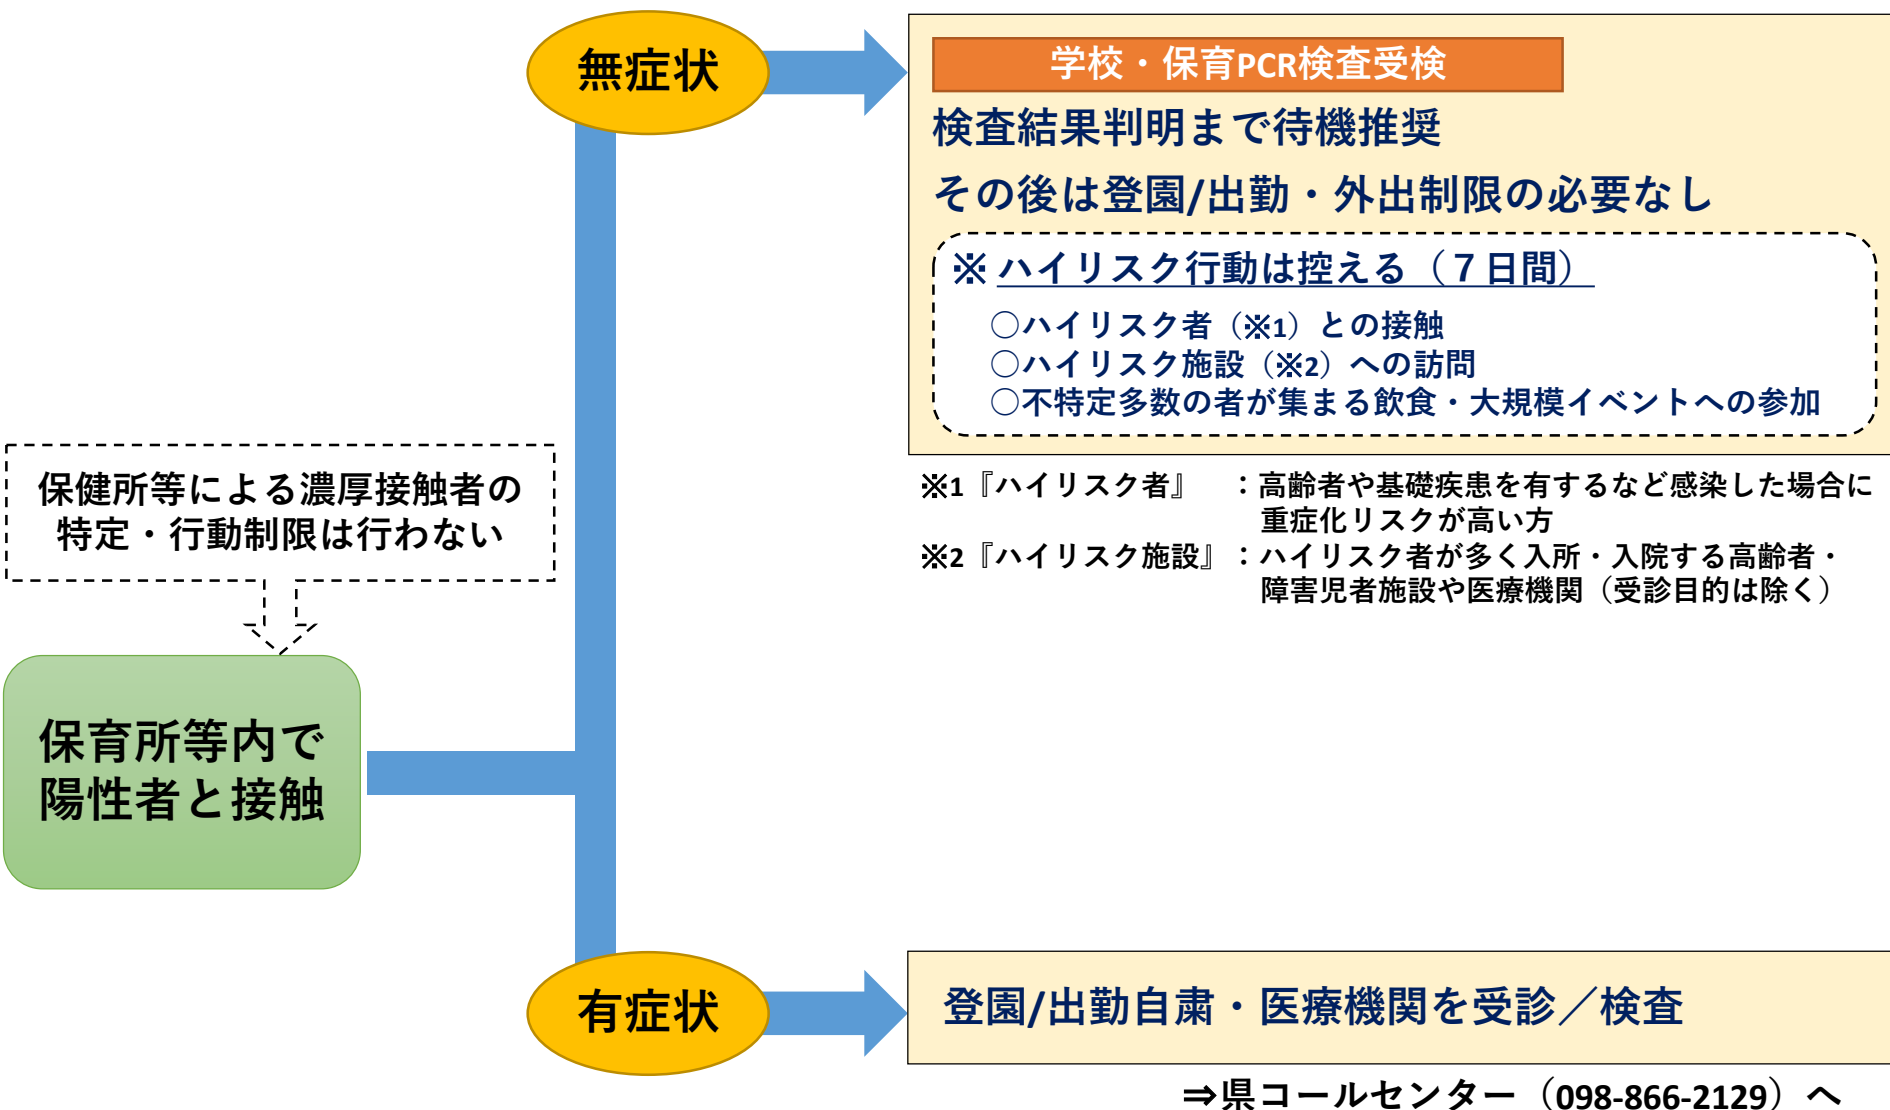 無症状
学校・保育PCR検査受検
検査結果判明まで待機推奨
その後は登園/出勤・外出制限の必要なし
※ ハイリスク行動は控える（７日間）
○ハイリスク者（※1）との接触
○ハイリスク施設（※2）への訪問
○不特定多数の者が集まる飲食・大規模イベントへの参加
※1『ハイリスク者』　：高齢者や基礎疾患を有するなど感染した場合に
重症化リスクが高い方
※2『ハイリスク施設』：ハイリスク者が多く入所・入院する高齢者・
障害児者施設や医療機関（受診目的は除く）
保健所等による濃厚接触者の
特定・行動制限は行わない
保育所等内で
陽性者と接触
有症状
登園/出勤自粛・医療機関を受診／検査
⇒県コールセンター（098-866-2129）へ